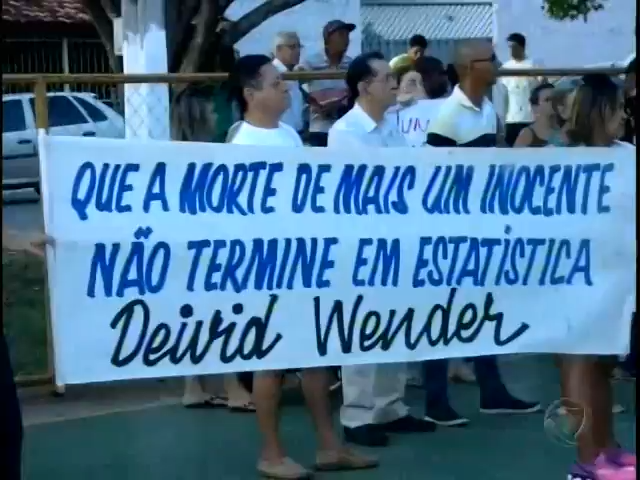 QUE A MORTE DE MAIS UM INOCENTE
NÃO TERMINE EM ESTATÍSTICA
Deivid Wender